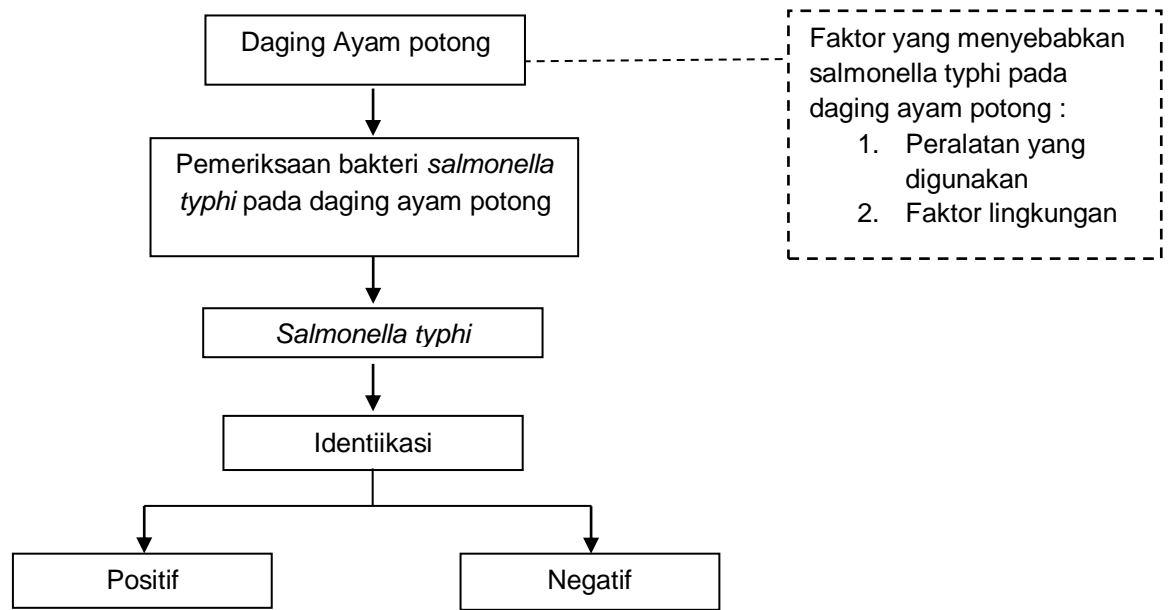 Daging Ayam potong
Faktor yang menyebabkan
salmonella typhi pada
daging ayam potong :
1. Peralatan yang
digunakan
2. Faktor lingkungan
Pemeriksaan bakteri salmonella
typhi pada daging ayam potong
Salmonella typhi
Identiikasi
Positif
Negatif